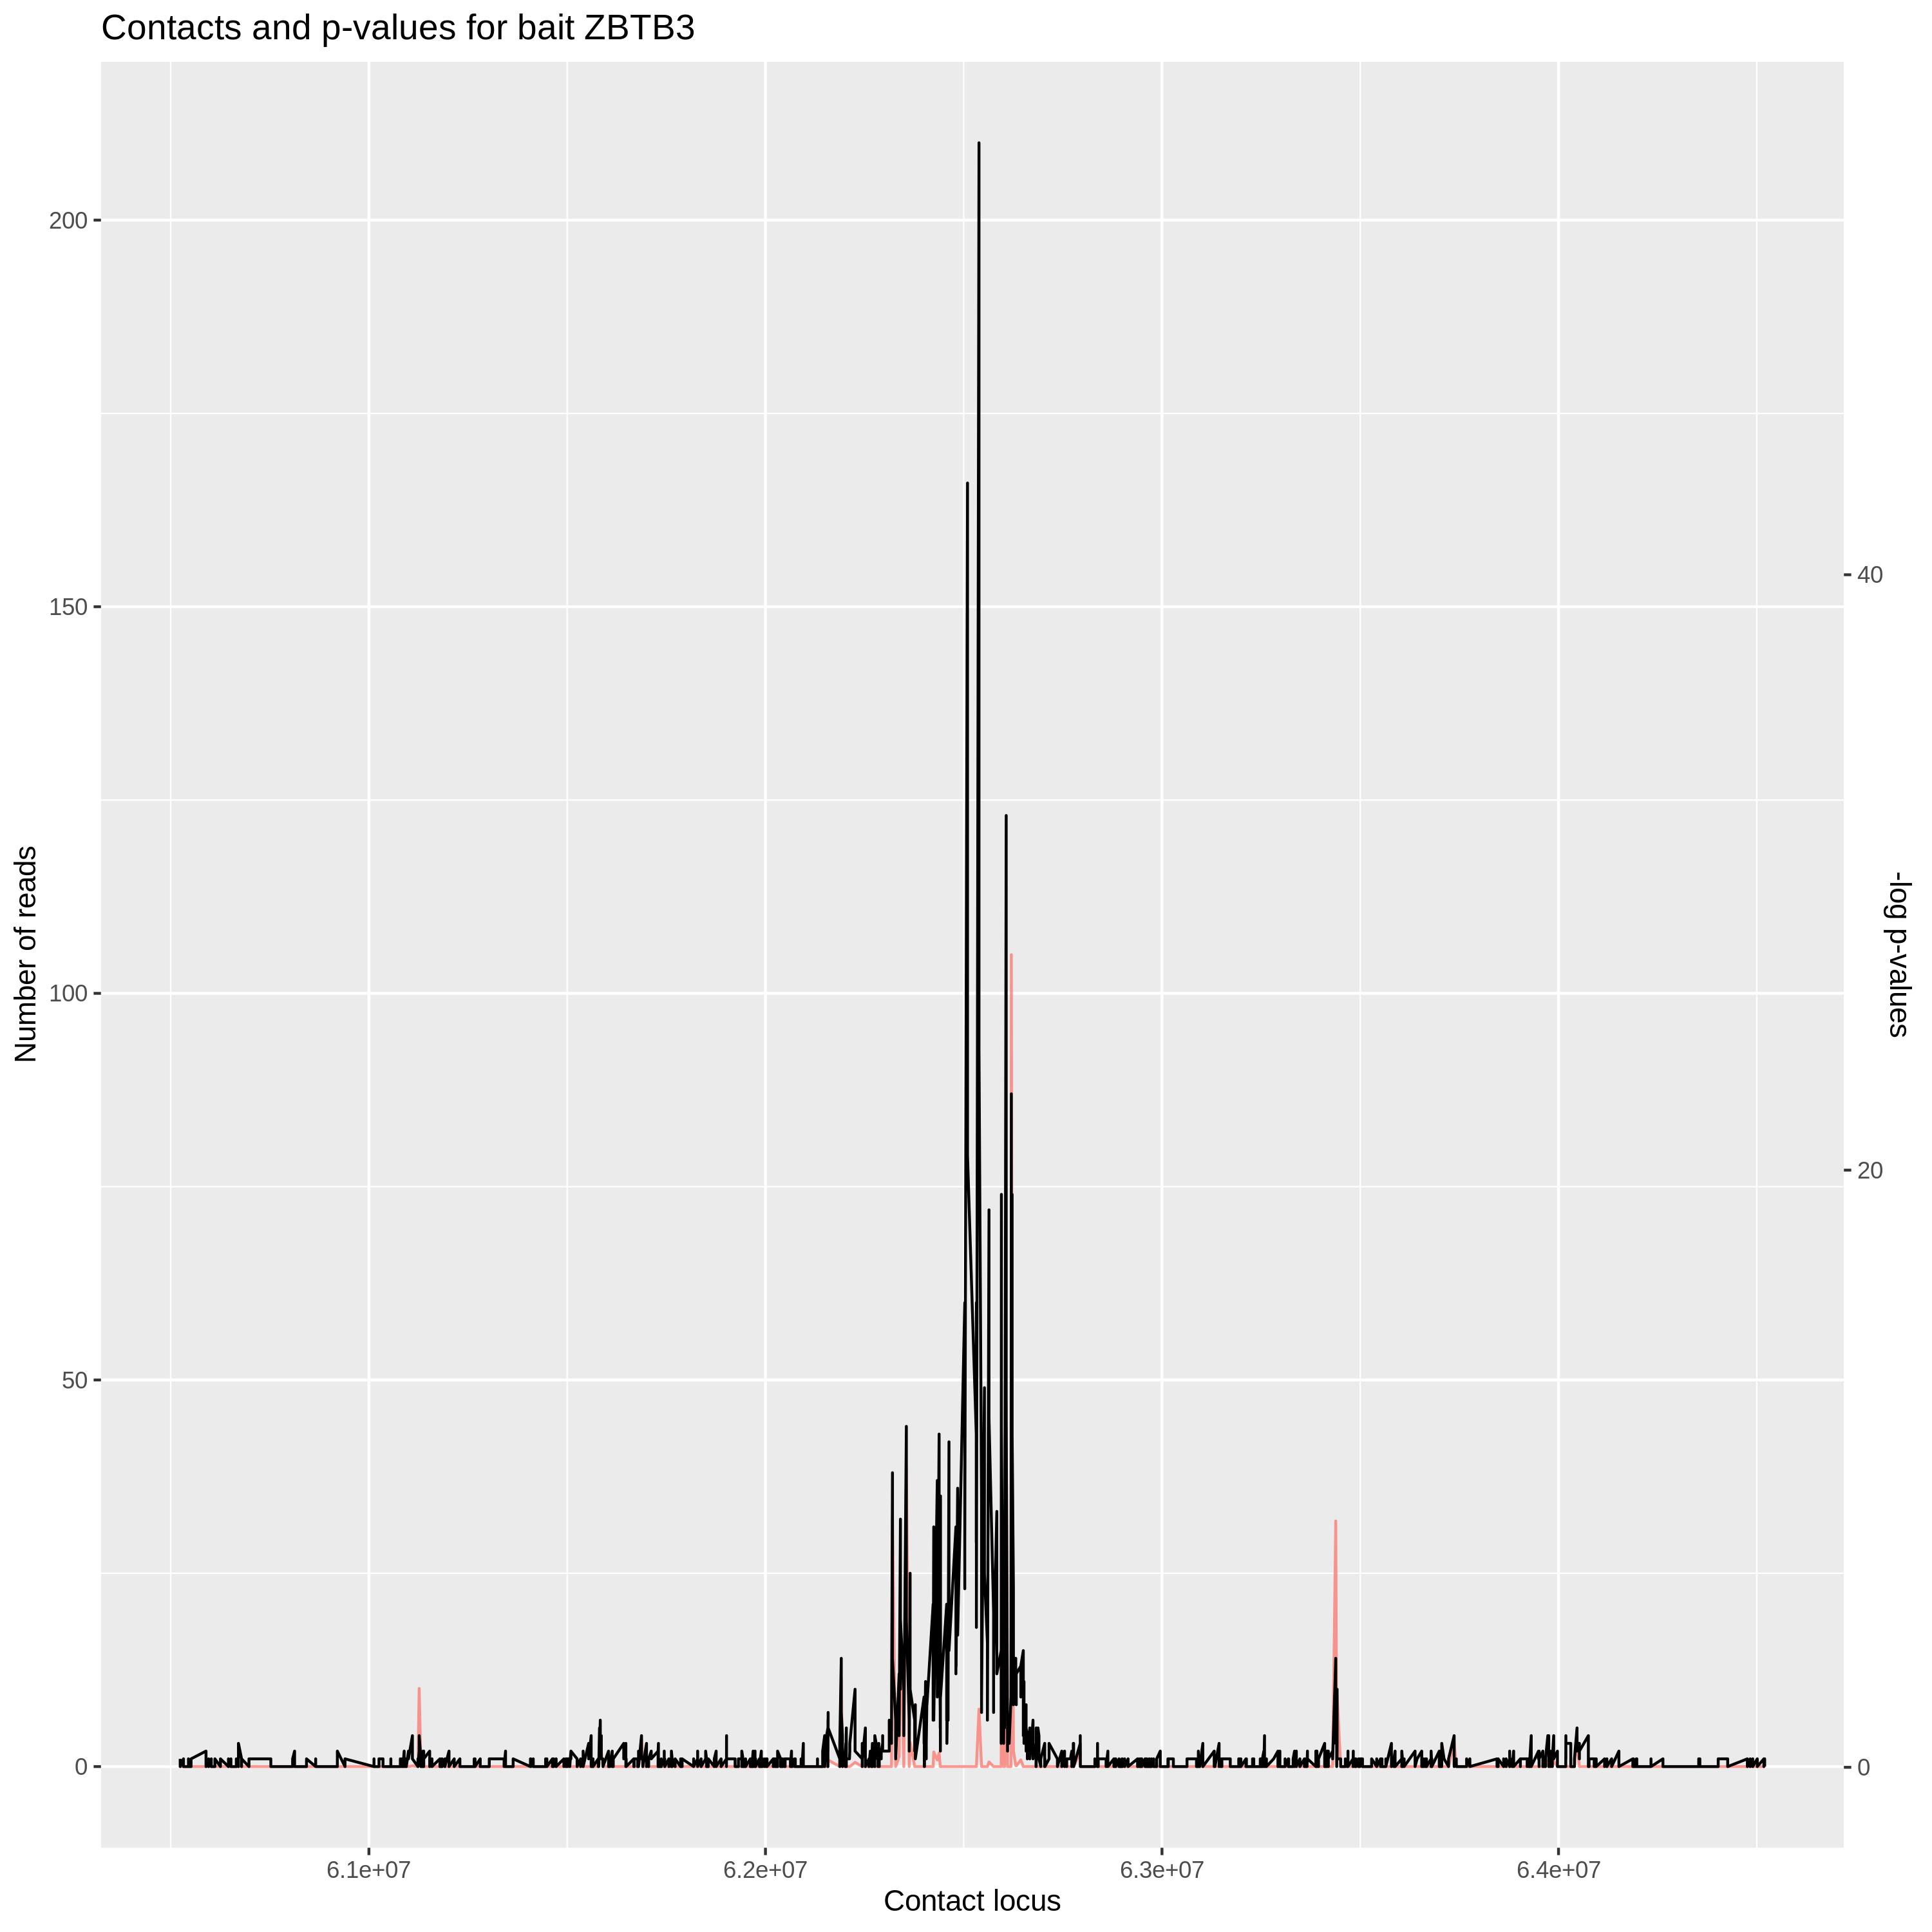 Contacts and p-values for bait ZBTB3
200
150
100
50
0
Number of reads
40
20
0
-log p-values
6.1e+07
6.2e+07
6.3e+07
6.4e+07
Contact locus